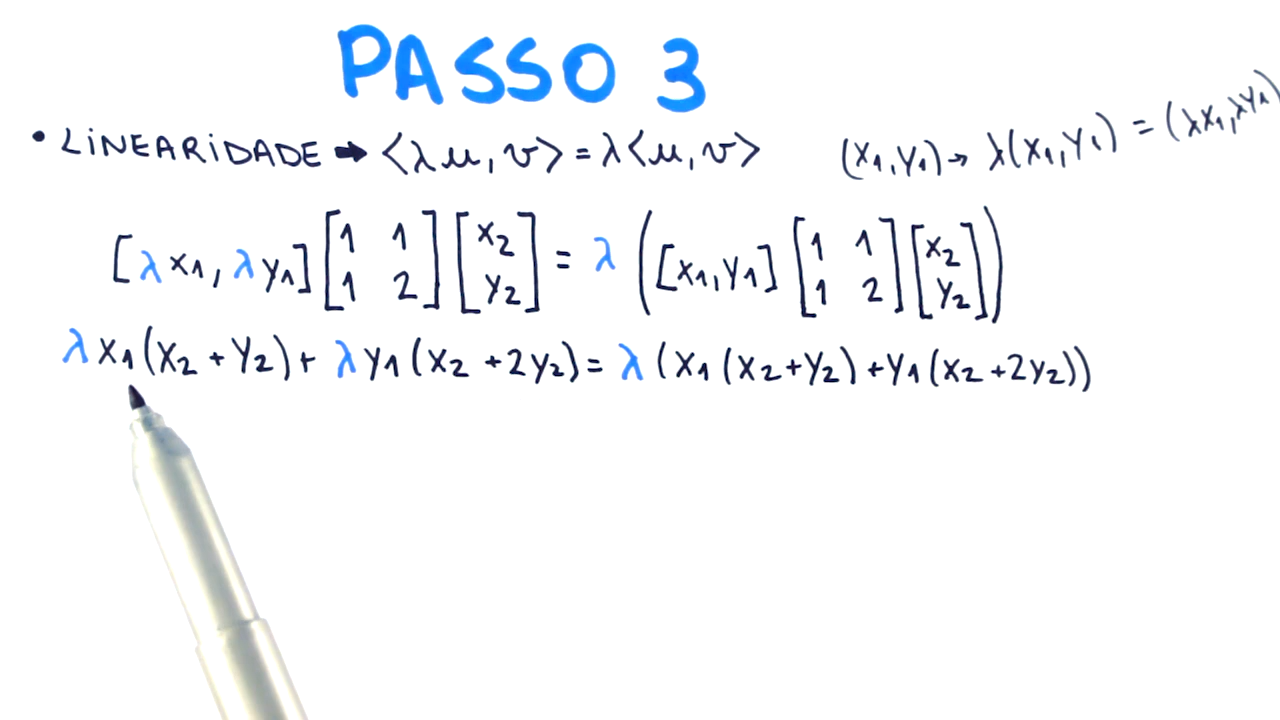 PASSO 3
• LiNEARiDADE → <λu, v> = λ<u, v> (x1, y1) → λ(x1, y1) = (λx1, λy1)
[λx1, λy1] [1 1 1 2] [x2 y2] = λ ([x1, y1] [1 1 1 2] [x2 y2])
λx1(x2 + y2) + λy1(x2 + 2y2) = λ(x1(x2+y2) + y1(x2 + 2y2))